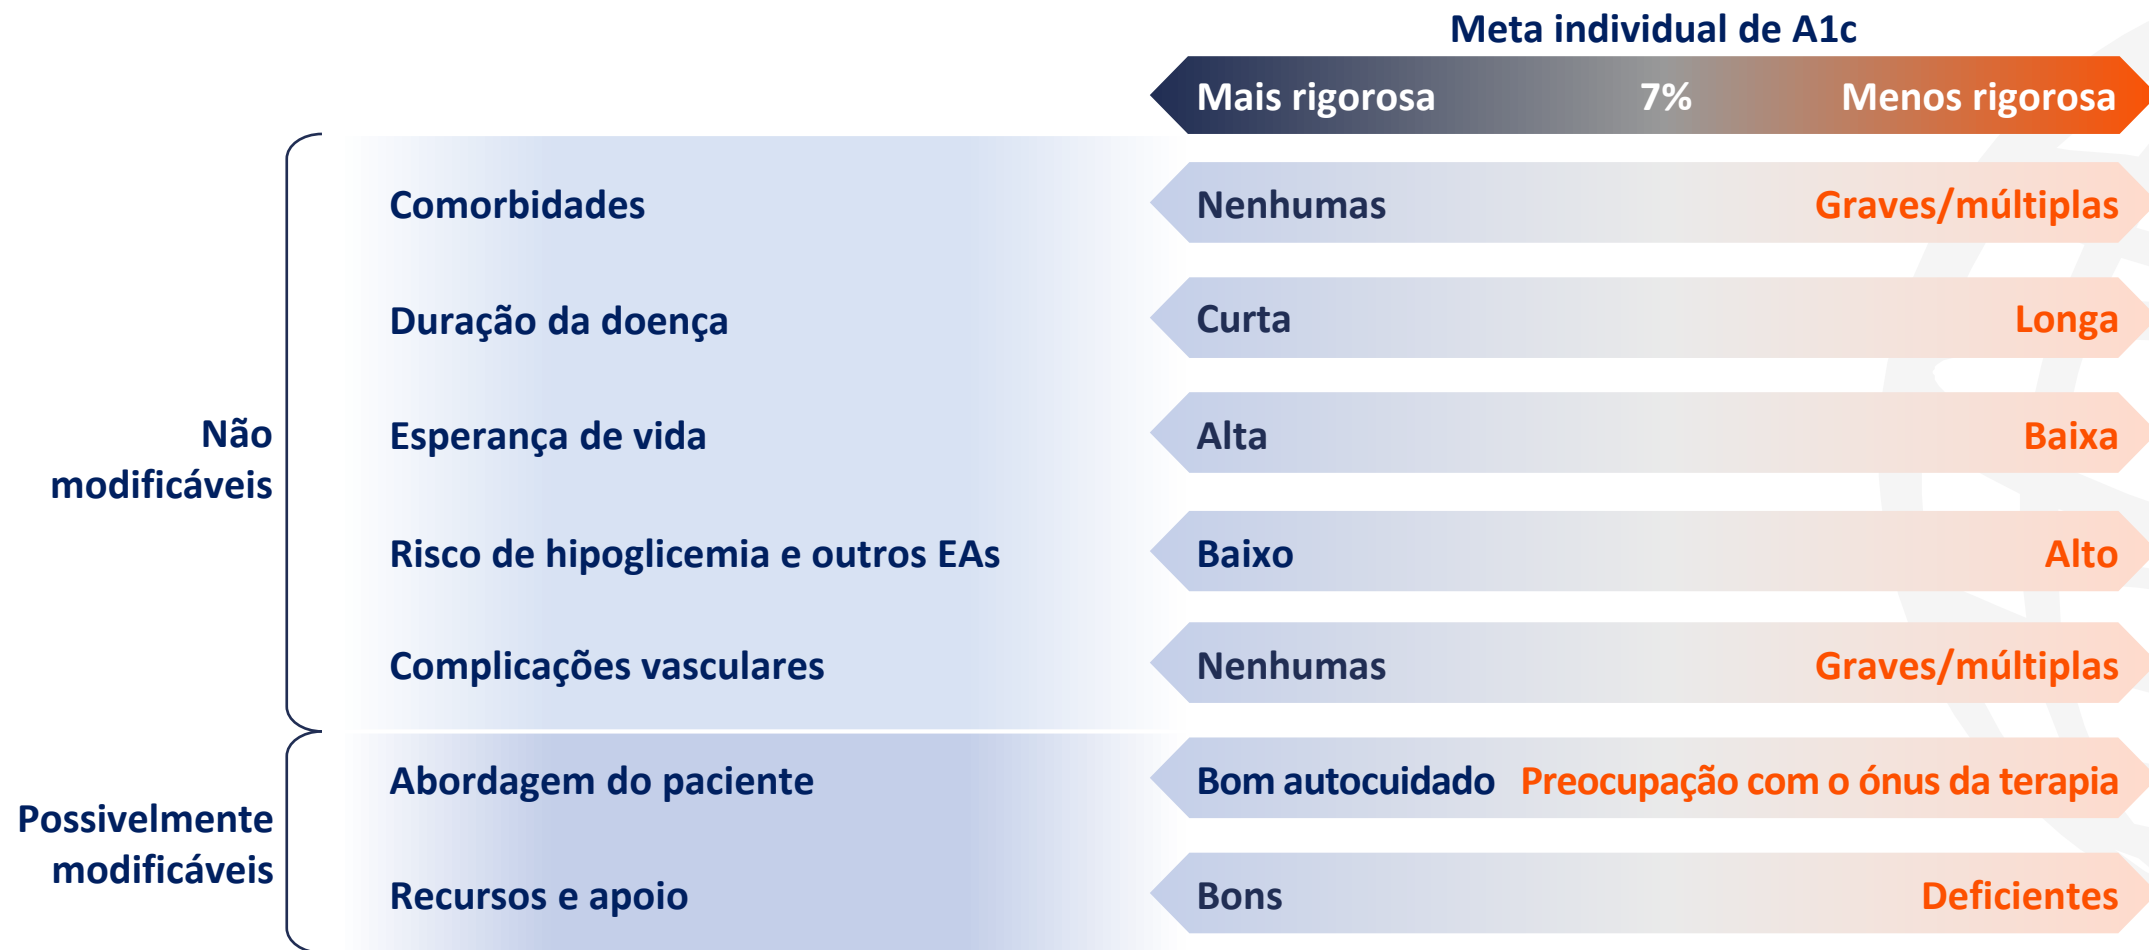 Meta individual de A1c
Mais rigorosa 7% Menos rigorosa
Não
modificáveis
Comorbidades Nenhumas Graves/múltiplas
Duração da doença Curta Longa
Esperança de vida Alta Baixa
Risco de hipoglicemia e outros EAs Baixo Alto
Complicações vasculares Nenhumas Graves/múltiplas
Possivelmente
modificáveis
Abordagem do paciente Bom autocuidado Preocupação com o ónus da terapia
Recursos e apoio Bons Deficientes